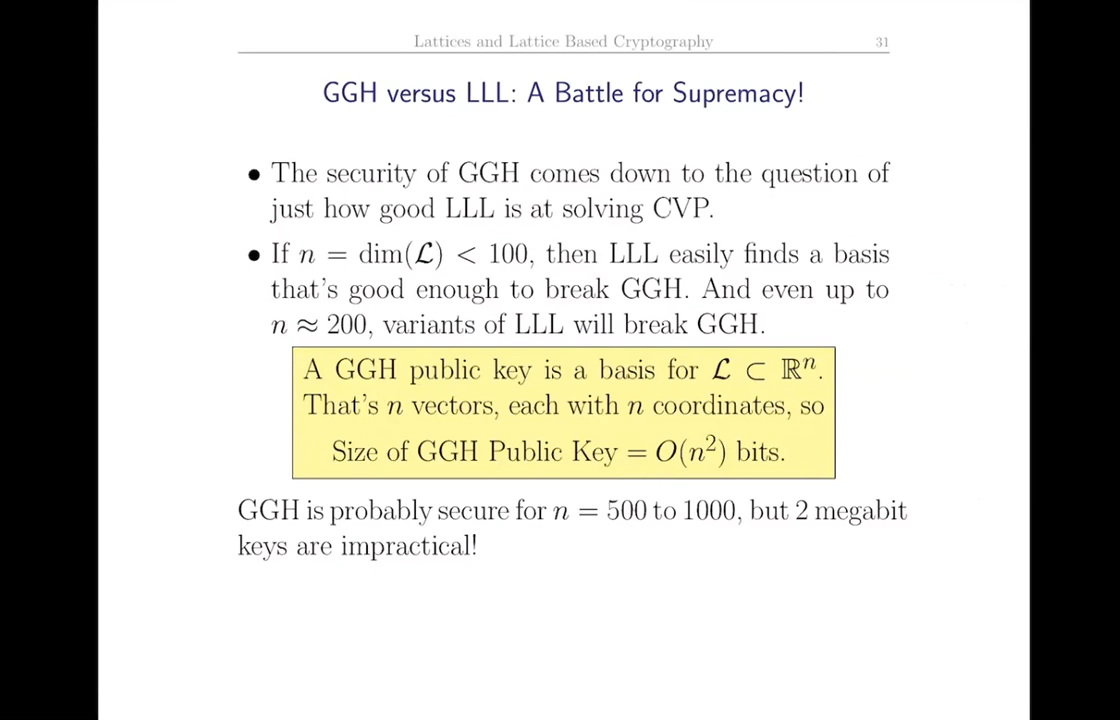 Lattices and Lattice Based Cryptography 31
GGH versus LLL: A Battle for Supremacy!
• The security of GGH comes down to the question of
just how good LLL is at solving CVP.
• If n = dim(ℒ) < 100, then LLL easily finds a basis
that's good enough to break GGH. And even up to
n ≈ 200, variants of LLL will break GGH.
A GGH public key is a basis for ℒ ⊂ ℝⁿ.
That's n vectors, each with n coordinates, so
Size of GGH Public Key = O(n²) bits.
GGH is probably secure for n = 500 to 1000, but 2 megabit
keys are impractical!